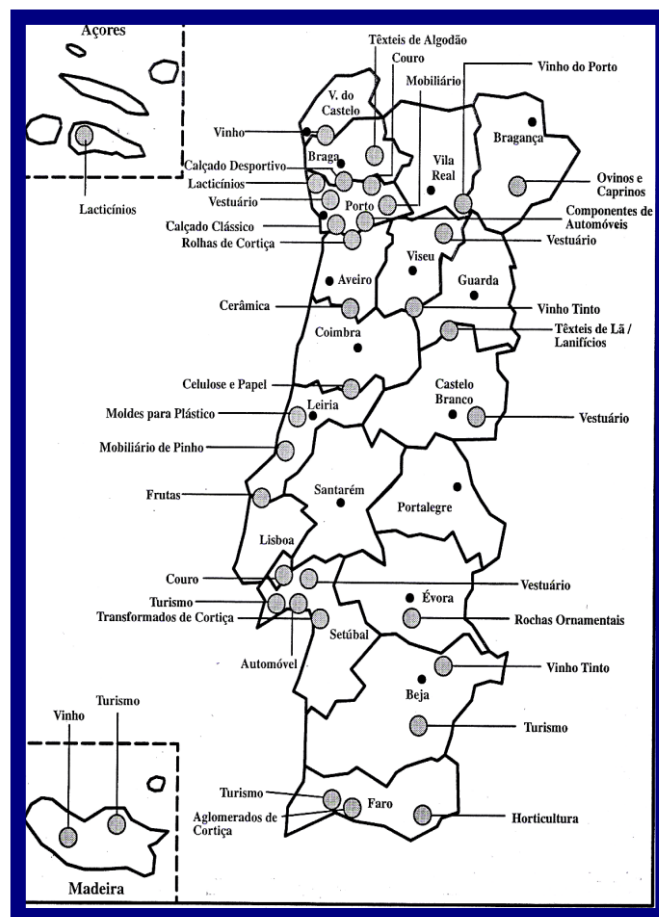 Açores
Têxteis de Algodão
Couro
Mobiliário
Vinho do Porto
V. do
Castelo
Bragança
Vinho
Braga
Vila
Real
Calçado Desportivo
Lacticínios
Vestuário
Porto
Ovinos e
Caprinos
Lacticínios
Calçado Clássico
Rolhas de Cortiça
Componentes de
Automóveis
Vestuário
Viseu
Aveiro
Guarda
Cerâmica
Vinho Tinto
Coimbra
Têxteis de Lã /
Lanifícios
Celulose e Papel
Castelo
Branco
Leiria
Moldes para Plástico
Vestuário
Mobiliário de Pinho
Frutas
Santarém
Portalegre
Lisboa
Couro
Vestuário
Turismo
Évora
Transformados de Cortiça
Rochas Ornamentais
Setúbal
Automóvel
Vinho Tinto
Beja
Turismo
Turismo
Vinho
Turismo
Faro
Aglomerados de
Cortiça
Horticultura
Madeira